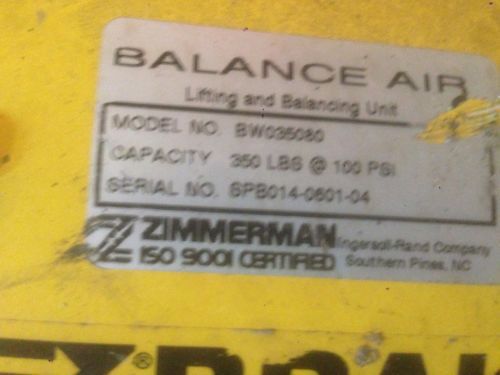 BALANCE AIR
Lifting and Balancing Unit
MODEL NO. BW035080
CAPACITY 350 LBS @ 100 PSI
SERIAL NO. SPB014-0601-04
Z ZIMMERMAN Ingersoll-Rand Company
ISO 9001 CERTIFIED Southern Pines, NC
®